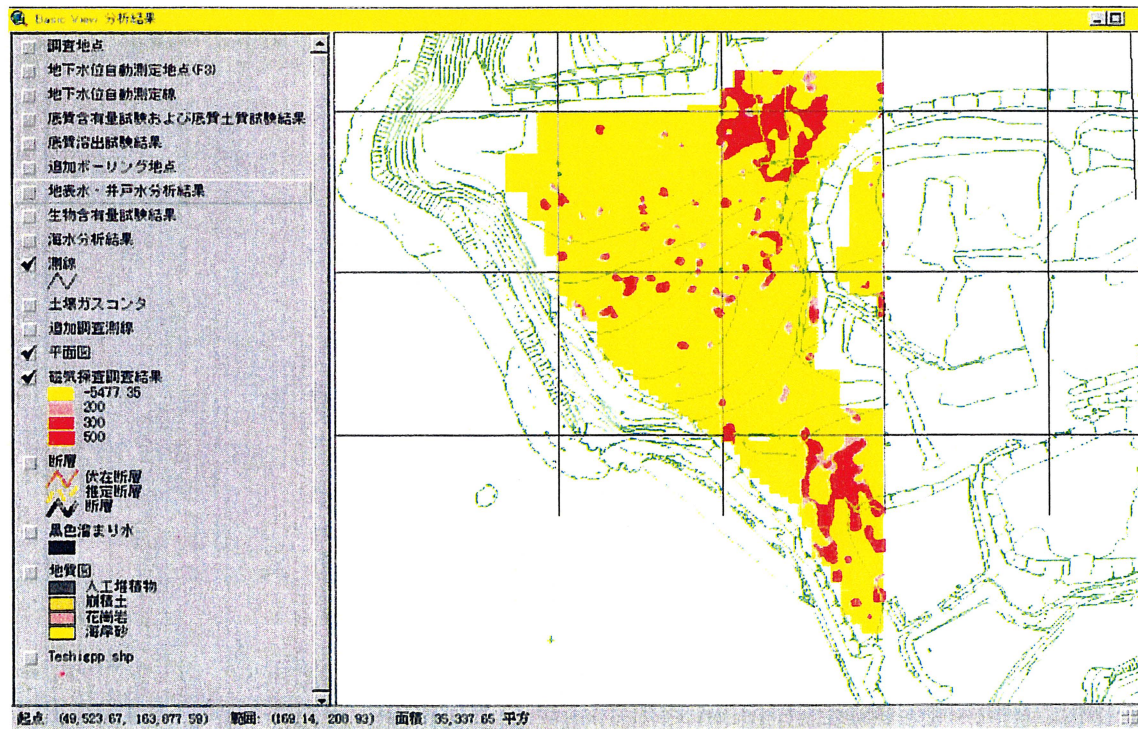 Basic View 分析結果
調査地点
地下水位自動測定地点(F3)
地下水位自動測定線
底質含有量試験および底質土質試験結果
底質溶出試験結果
追加ボーリング地点
地表水・井戸水分析結果
生物含有量試験結果
海水分析結果
測線
土壌ガスコンタ
追加調査測線
平面図
磁気探査調査結果
-5477.35
200
300
500
断層
伏在断層
推定断層
断層
黒色溜まり水
地質図
人工堆積物
崩積土
花崗岩
海岸砂
Teshigpp.shp
起点: (49,523.67, 163,877.59) 範囲: (169.14, 208.93) 面積: 35,337.65 平方